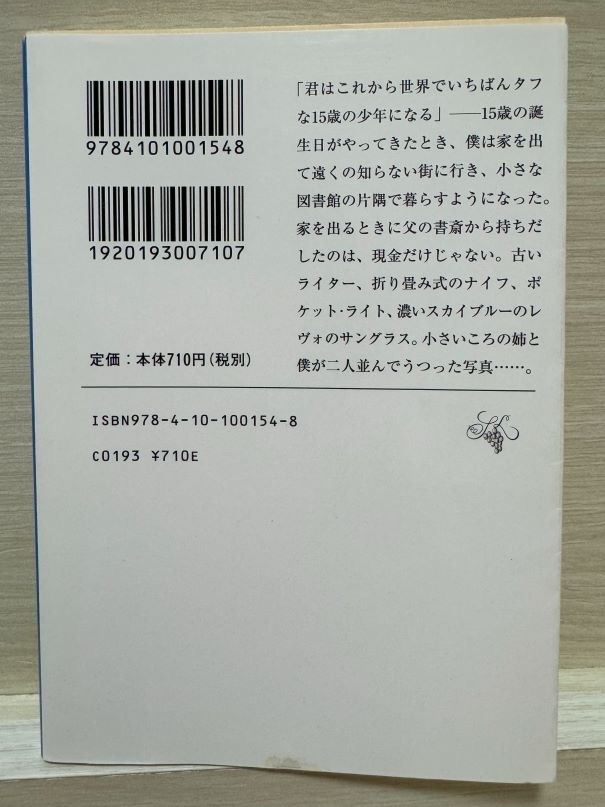 9784101001548
1920193007107
定価：本体710円(税別)
「君はこれから世界でいちばんタフ
な15歳の少年になる」――15歳の誕
生日がやってきたとき、僕は家を出
て遠くの知らない街に行き、小さな
図書館の片隅で暮らすようになった。
家を出るときに父の書斎から持ちだ
したのは、現金だけじゃない。古い
ライター、折り畳み式のナイフ、ポ
ケット・ライト、濃いスカイブルーのレ
ヴォのサングラス。小さいころの姉と
僕が二人並んでうつった写真……。
ISBN978-4-10-100154-8
C0193 ¥710E